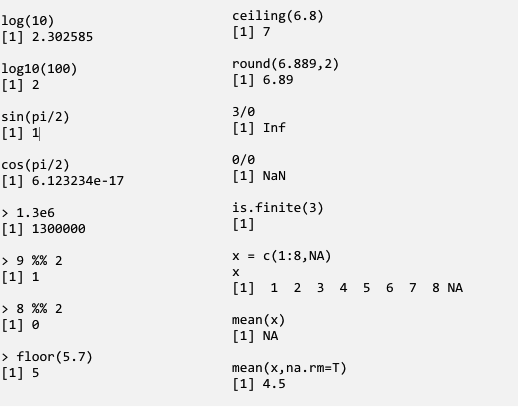 log(10)
[1] 2.302585
log10(100)
[1] 2
sin(pi/2)
[1] 1
cos(pi/2)
[1] 6.123234e-17
> 1.3e6
[1] 1300000
> 9 %% 2
[1] 1
> 8 %% 2
[1] 0
> floor(5.7)
[1] 5
ceiling(6.8)
[1] 7
round(6.889,2)
[1] 6.89
3/0
[1] Inf
0/0
[1] NaN
is.finite(3)
[1]
x = c(1:8,NA)
x
[1] 1 2 3 4 5 6 7 8 NA
mean(x)
[1] NA
mean(x,na.rm=T)
[1] 4.5